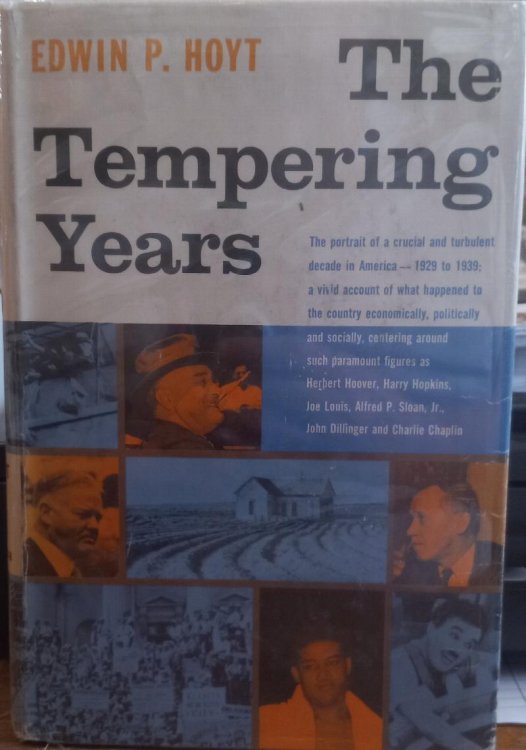 EDWIN P. HOYT
The
Tempering
Years
The portrait of a crucial and turbulent
decade in America — 1929 to 1939;
a vivid account of what happened to
the country economically, politically
and socially, centering around
such paramount figures as
Herbert Hoover, Harry Hopkins,
Joe Louis, Alfred P. Sloan, Jr.,
John Dillinger and Charlie Chaplin